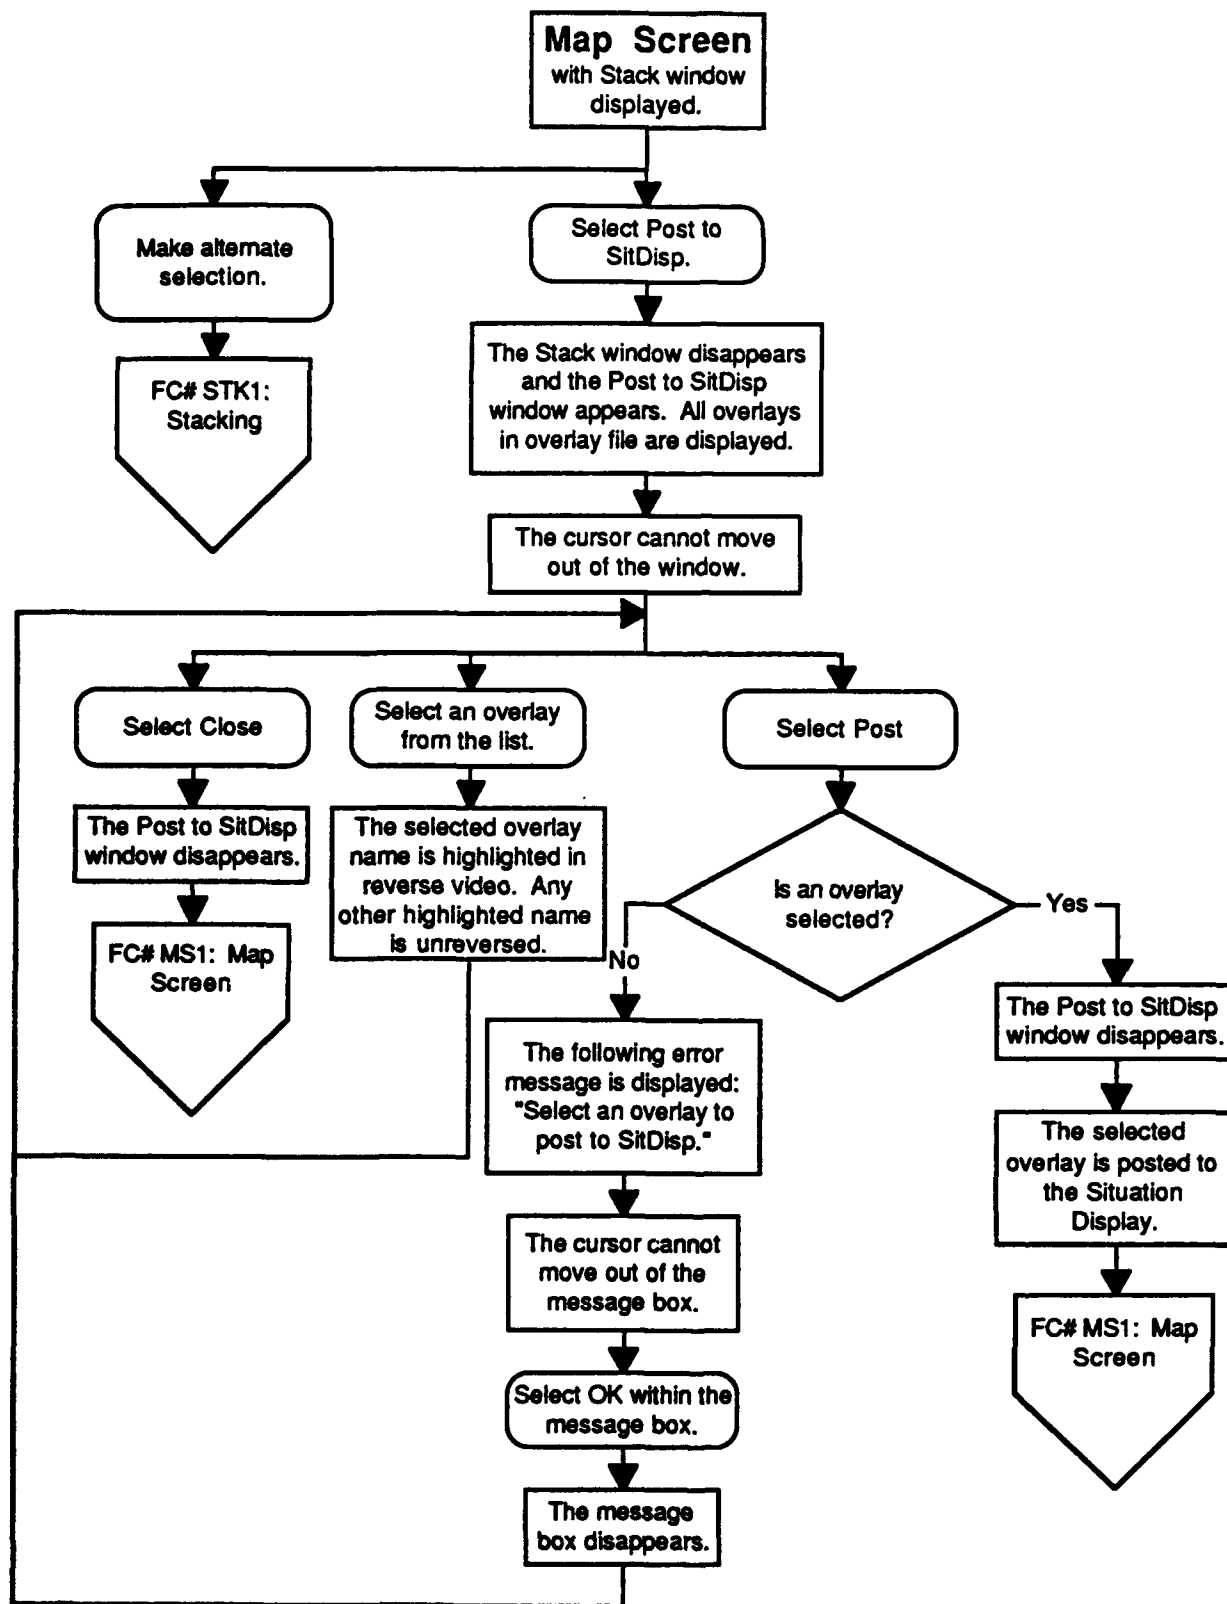 Map Screen
with Stack window
displayed.
Make alternate
selection.
Select Post to
SitDisp.
FC# STK1:
Stacking
The Stack window disappears
and the Post to SitDisp
window appears. All overlays
in overlay file are displayed.
The cursor cannot move
out of the window.
Select Close
Select an overlay
from the list.
Select Post
The Post to SitDisp
window disappears.
The selected overlay
name is highlighted in
reverse video. Any
other highlighted name
is unreversed.
Is an overlay
selected?
Yes
No
FC# MS1: Map
Screen
The following error
message is displayed:
"Select an overlay to
post to SitDisp."
The Post to SitDisp
window disappears.
The selected
overlay is posted to
the Situation
Display.
The cursor cannot
move out of the
message box.
FC# MS1: Map
Screen
Select OK within the
message box.
The message
box disappears.